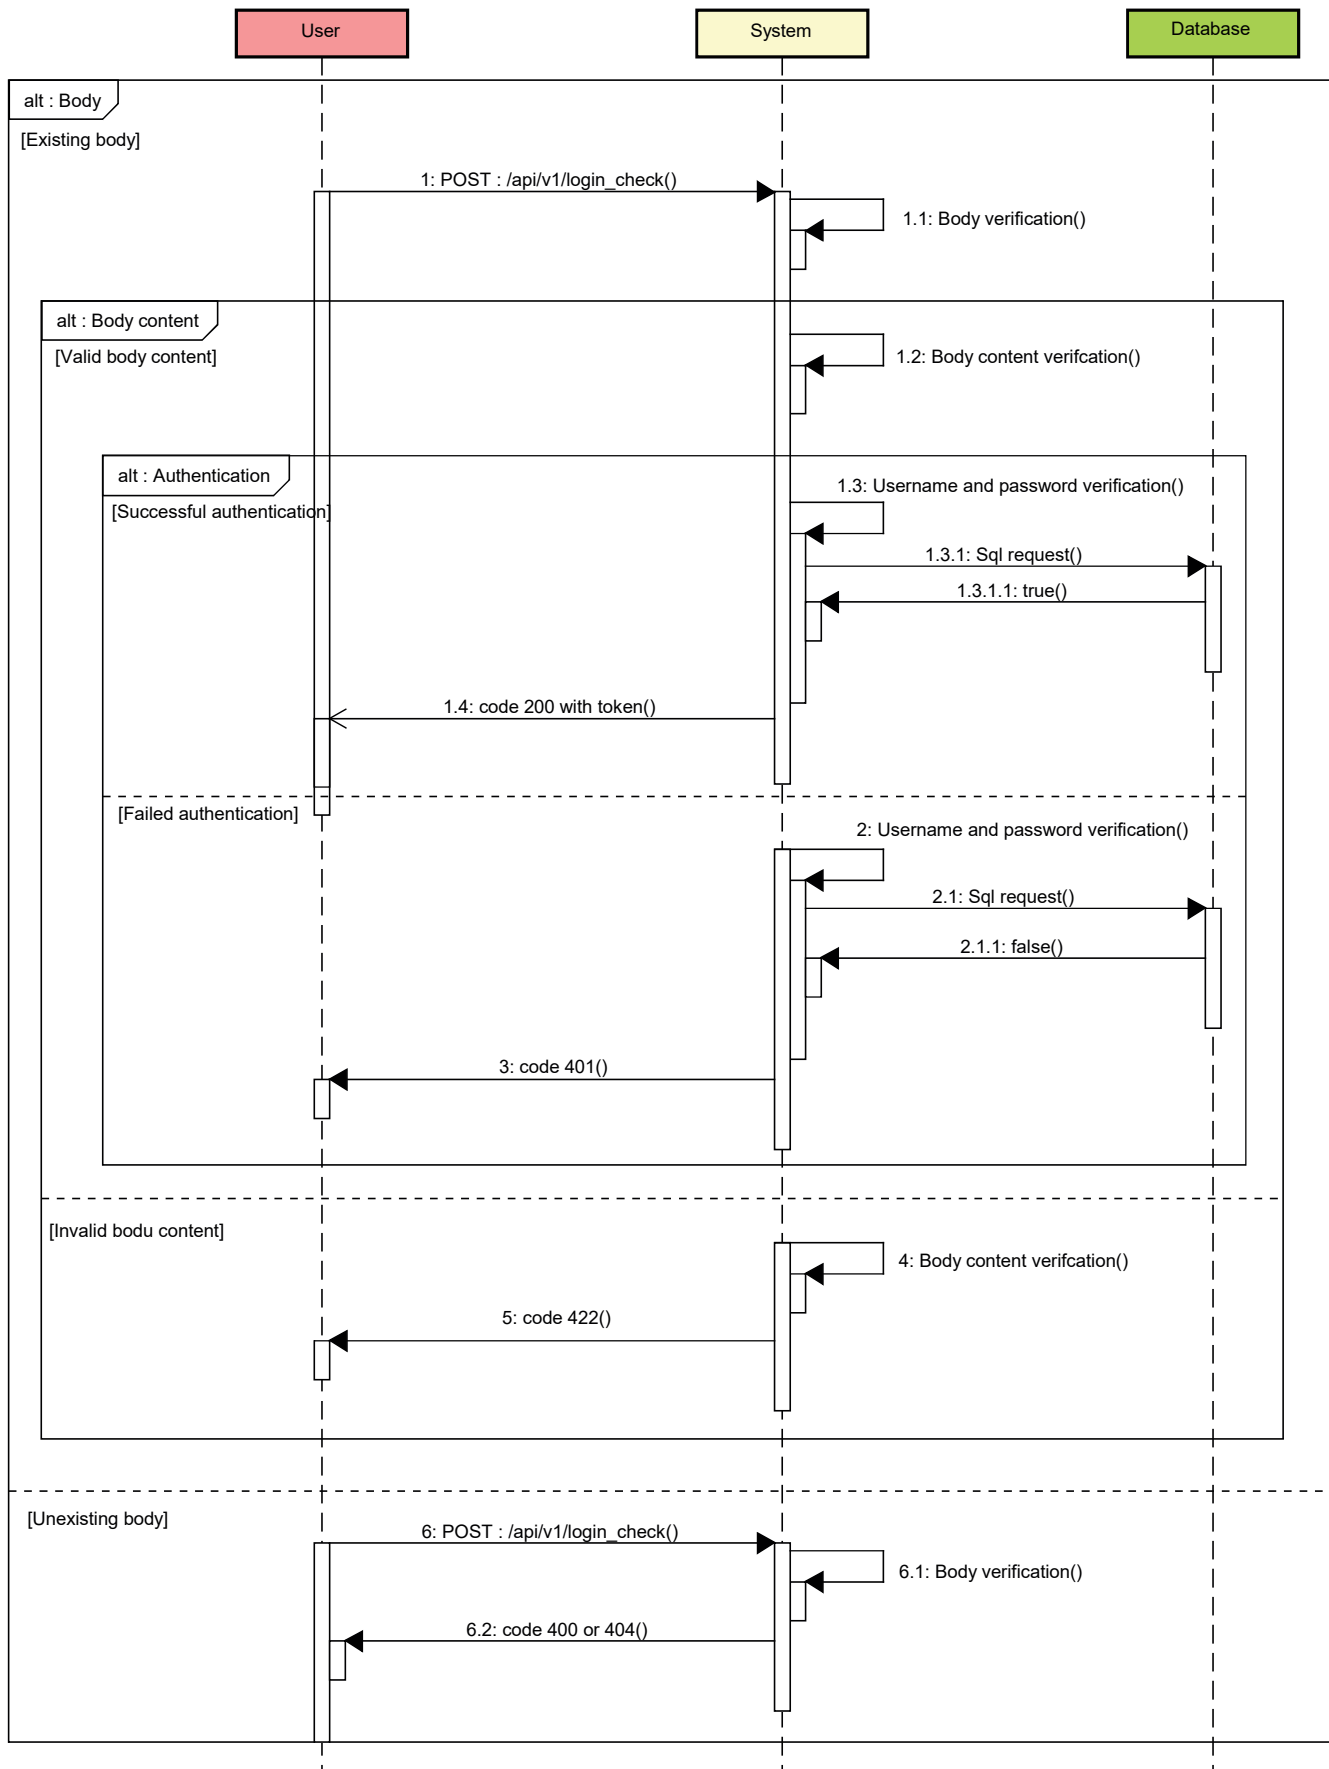 User
System
Database
alt : Body
[Existing body]
1: POST : /api/v1/login_check()
1.1: Body verification()
alt : Body content
[Valid body content]
1.2: Body content verifcation()
alt : Authentication
[Successful authentication]
1.3: Username and password verification()
1.3.1: Sql request()
1.3.1.1: true()
1.4: code 200 with token()
[Failed authentication]
2: Username and password verification()
2.1: Sql request()
2.1.1: false()
3: code 401()
[Invalid bodu content]
4: Body content verifcation()
5: code 422()
[Unexisting body]
6: POST : /api/v1/login_check()
6.1: Body verification()
6.2: code 400 or 404()